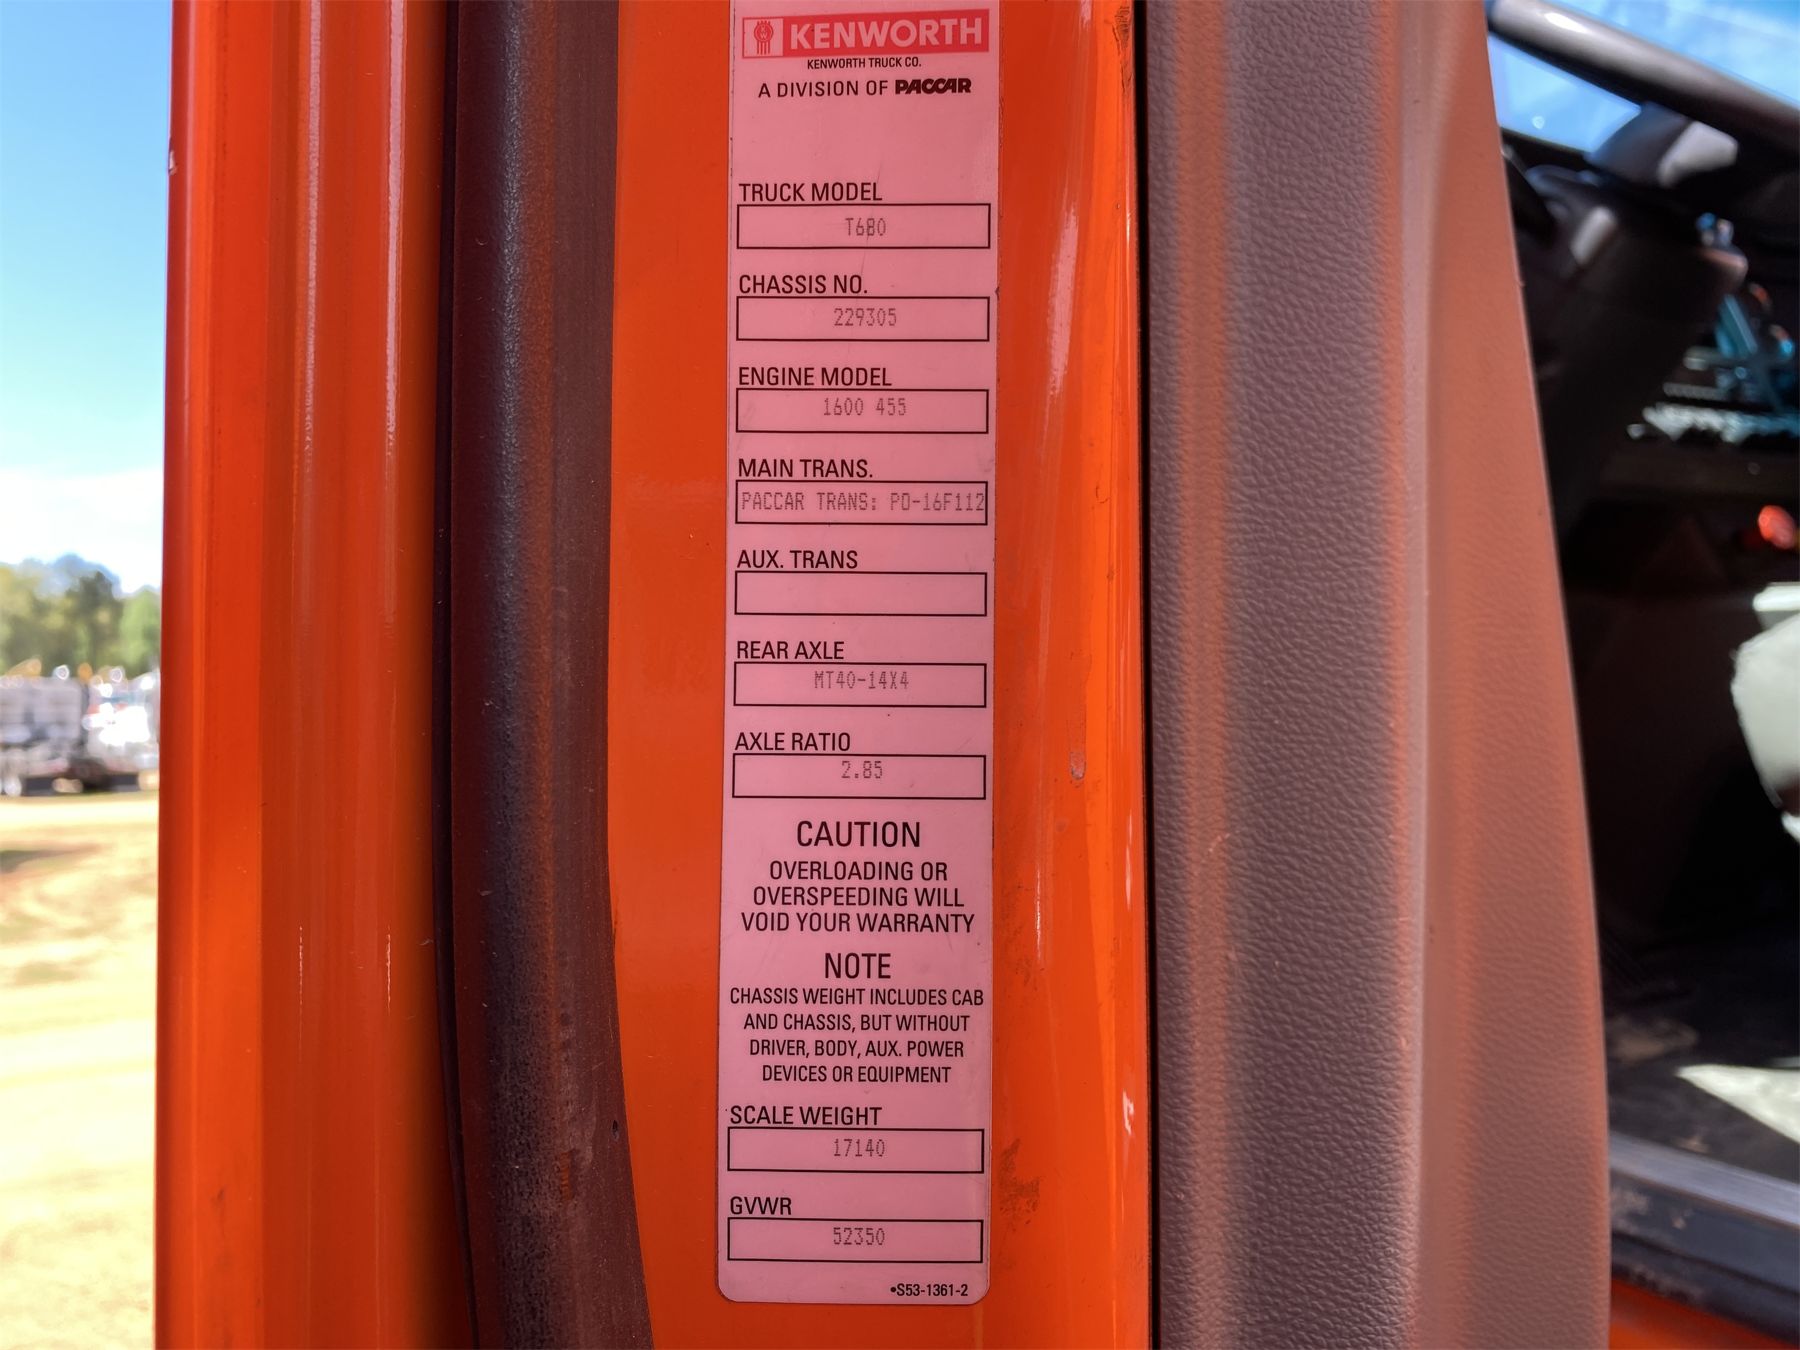 KENWORTH
KENWORTH TRUCK CO.
A DIVISION OF PACCAR
TRUCK MODEL
T680
CHASSIS NO.
229305
ENGINE MODEL
1600 455
MAIN TRANS.
PACCAR TRANS: PO-16F112
AUX. TRANS
REAR AXLE
MT40-14X4
AXLE RATIO
2.85
CAUTION
OVERLOADING OR
OVERSPEEDING WILL
VOID YOUR WARRANTY
NOTE
CHASSIS WEIGHT INCLUDES CAB
AND CHASSIS, BUT WITHOUT
DRIVER, BODY, AUX. POWER
DEVICES OR EQUIPMENT
SCALE WEIGHT
17140
GVWR
52350
•S53-1361-2